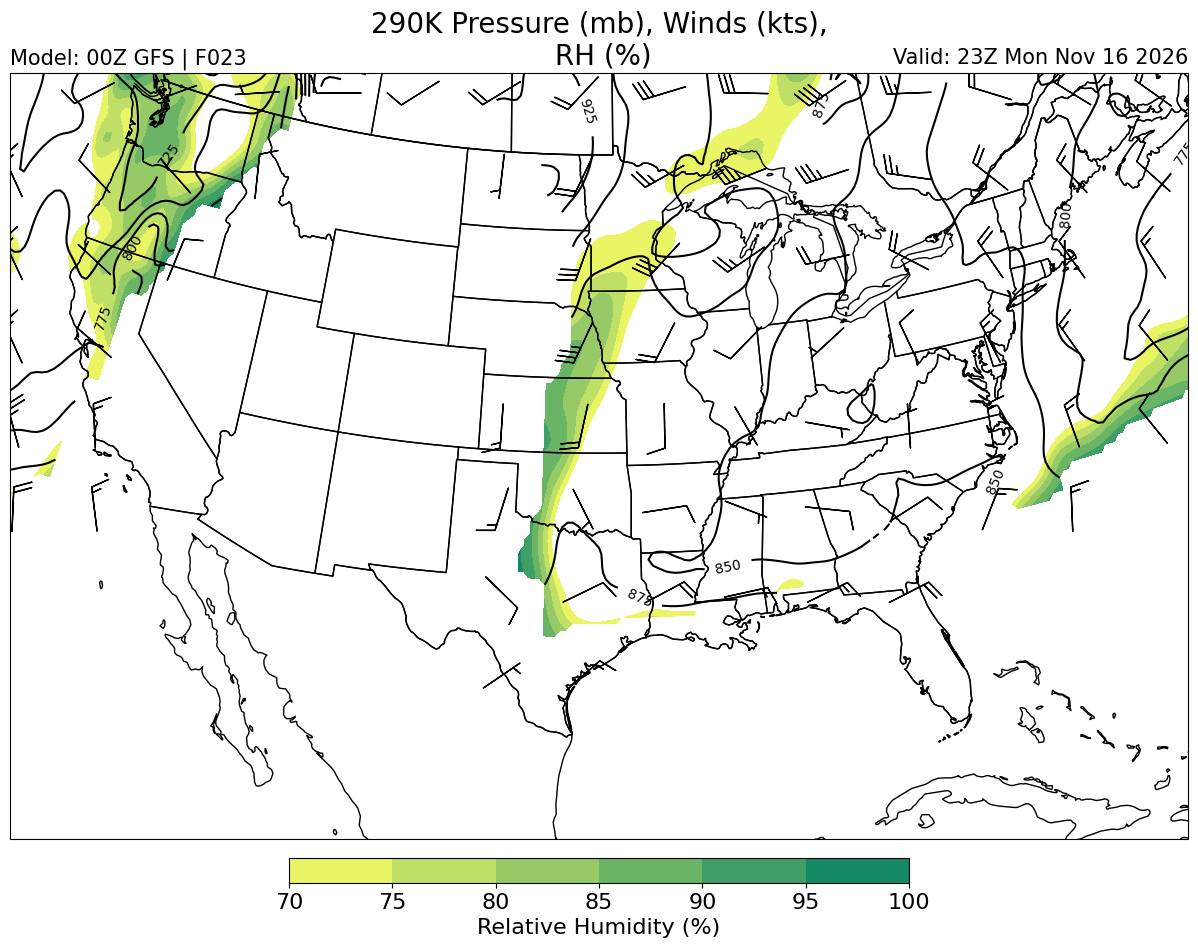 290K Pressure (mb), Winds (kts),
RH (%)
Model: 00Z GFS | F023
Valid: 23Z Mon Nov 16 2026
925
875
725
775
800
800
775
850
850
875
70 75 80 85 90 95 100
Relative Humidity (%)